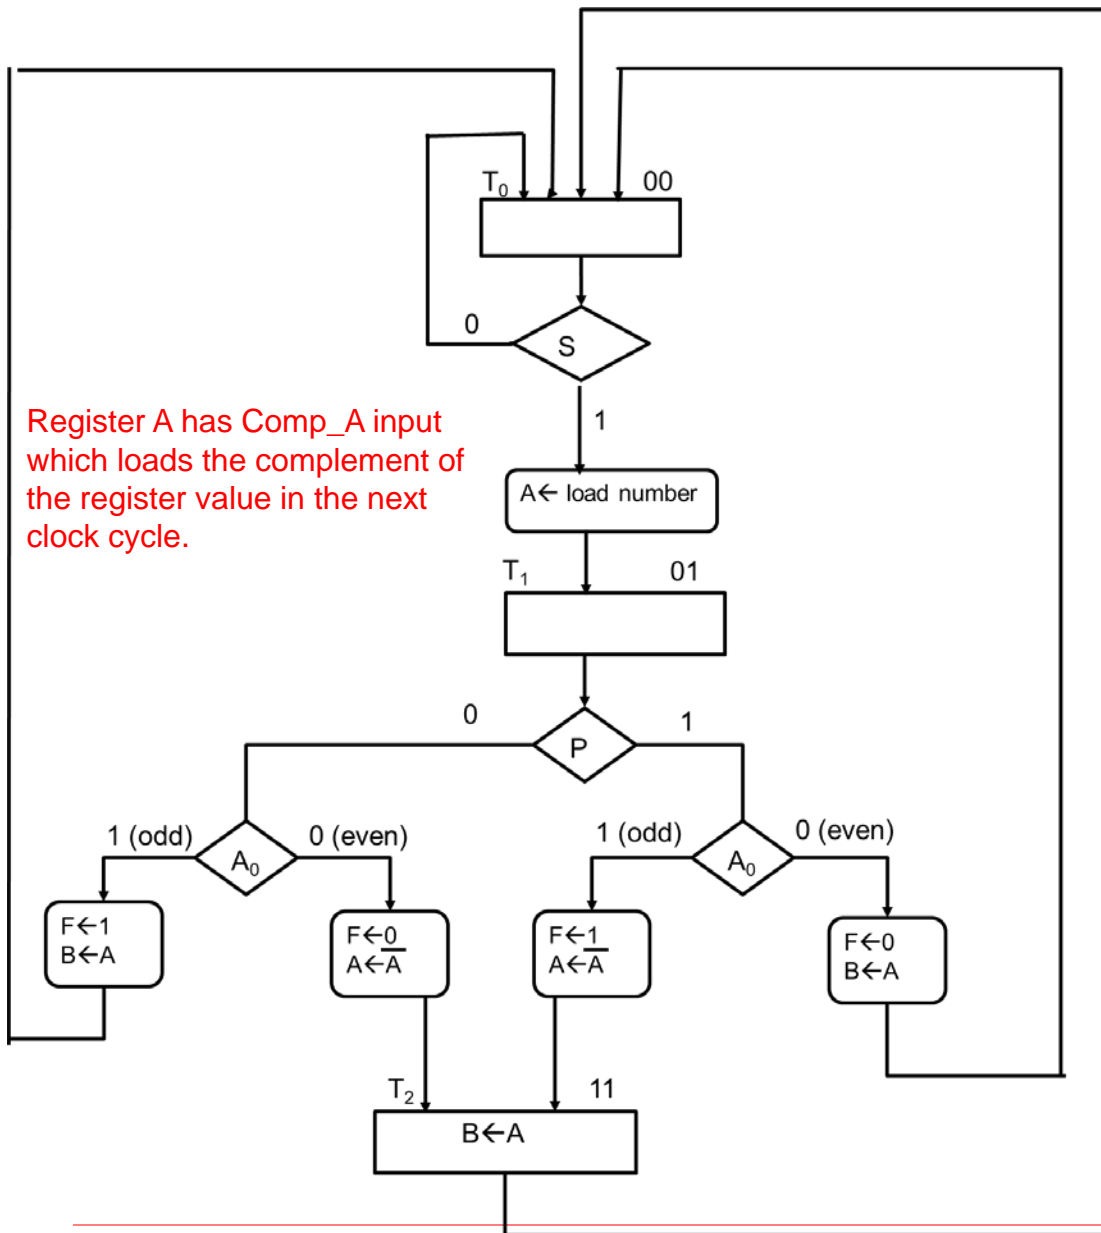 T0 00
0
S
1
Register A has Comp_A input
which loads the complement of
the register value in the next
clock cycle.
A← load number
T1 01
0 1
P
1 (odd) 0 (even) 1 (odd) 0 (even)
A0 A0
F←1
B←A
F←0
A←A̅
F←1
A←A̅
F←0
B←A
T2 11
B←A